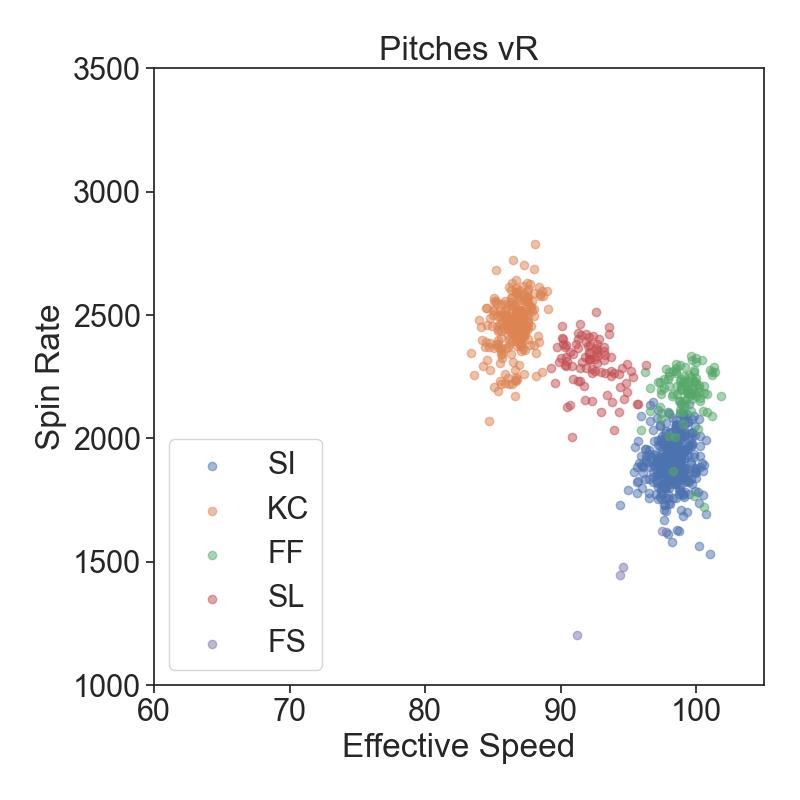 Pitches vR
3500
3000
2500
2000
1500
1000
Spin Rate
SI
KC
FF
SL
FS
60 70 80 90 100
Effective Speed